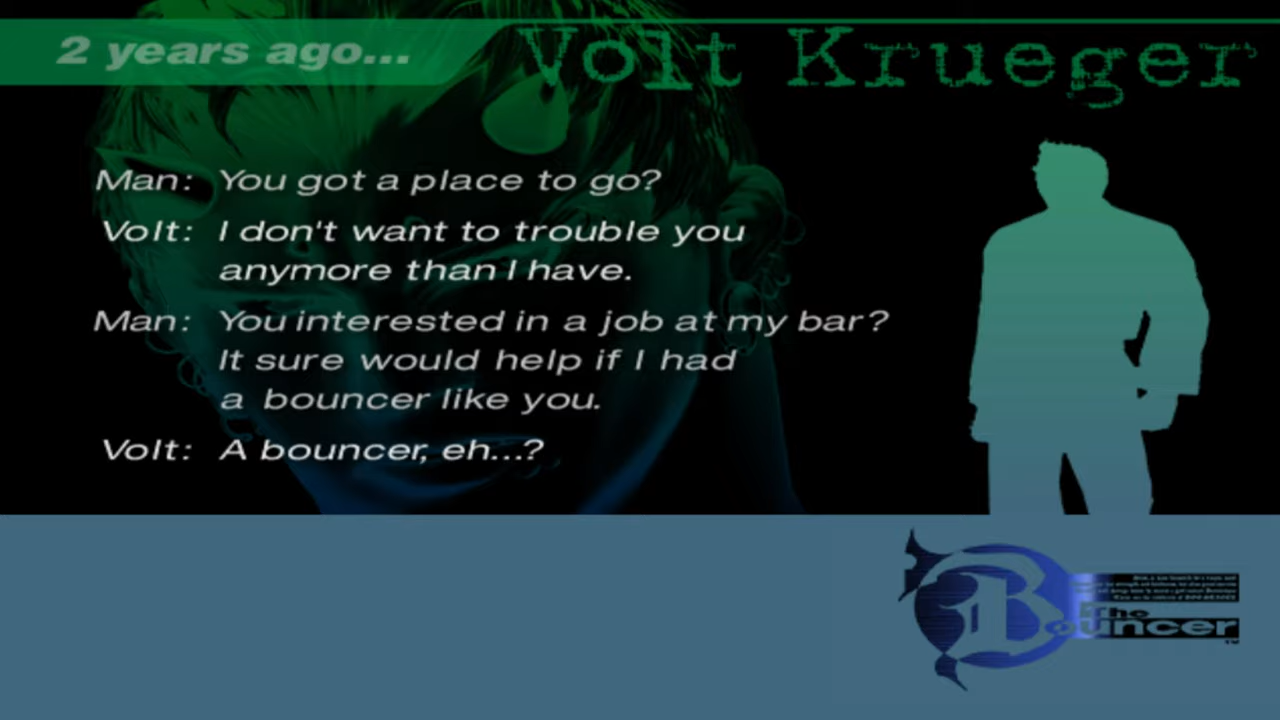 2 years ago...
Volt Krueger
Man: You got a place to go?
Volt: I don't want to trouble you
anymore than I have.
Man: You interested in a job at my bar?
It sure would help if I had
a bouncer like you.
Volt: A bouncer, eh...?
The
Bouncer